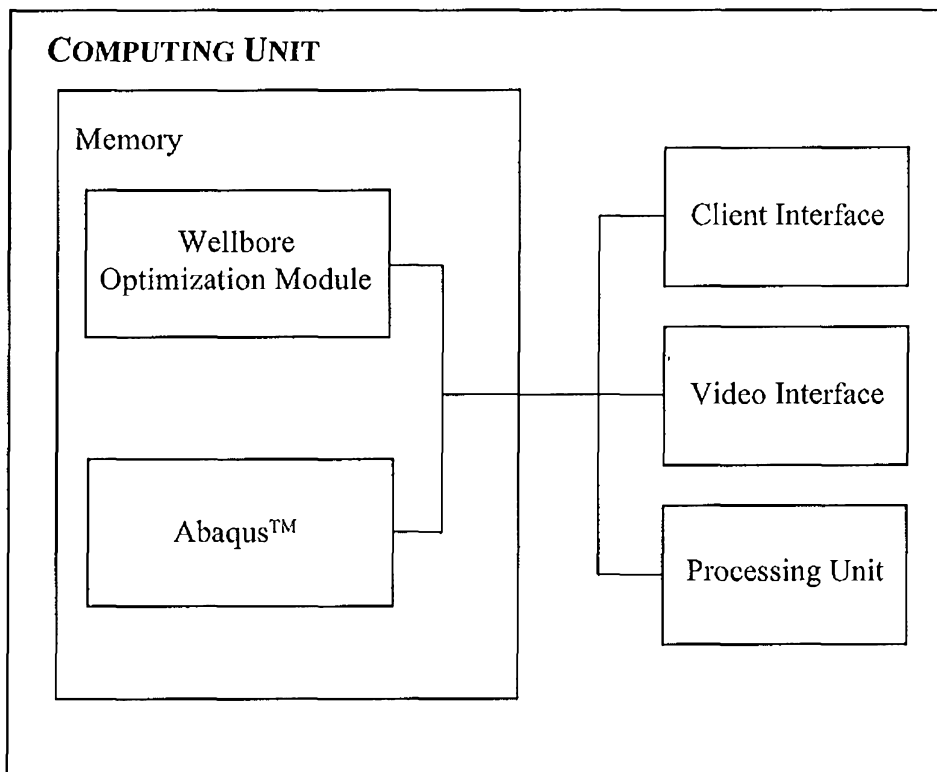 COMPUTING UNIT
Memory
Wellbore
Optimization Module
Abaqus™
Client Interface
Video Interface
Processing Unit